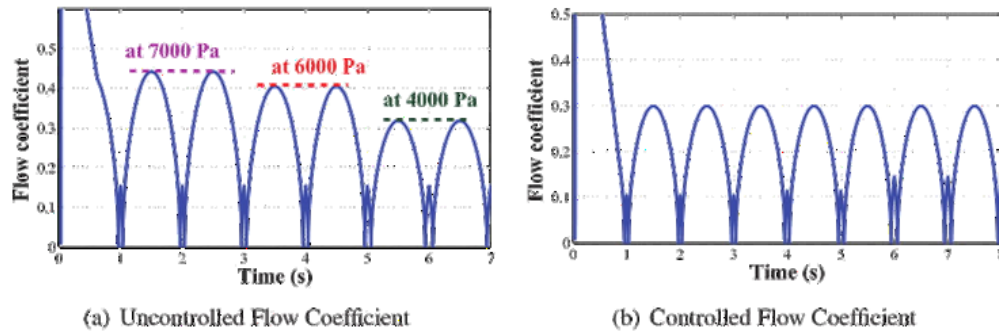 Flow coefficient
0.5
0.4
0.3
0.2
0.1
0
at 7000 Pa
at 6000 Pa
at 4000 Pa
0 1 2 3 4 5 6 7
Time (s)
(a) Uncontrolled Flow Coefficient
Flow coefficient
0.5
0.4
0.3
0.2
0.1
0
0 1 2 3 4 5 6 7 8
Time (s)
(b) Controlled Flow Coefficient